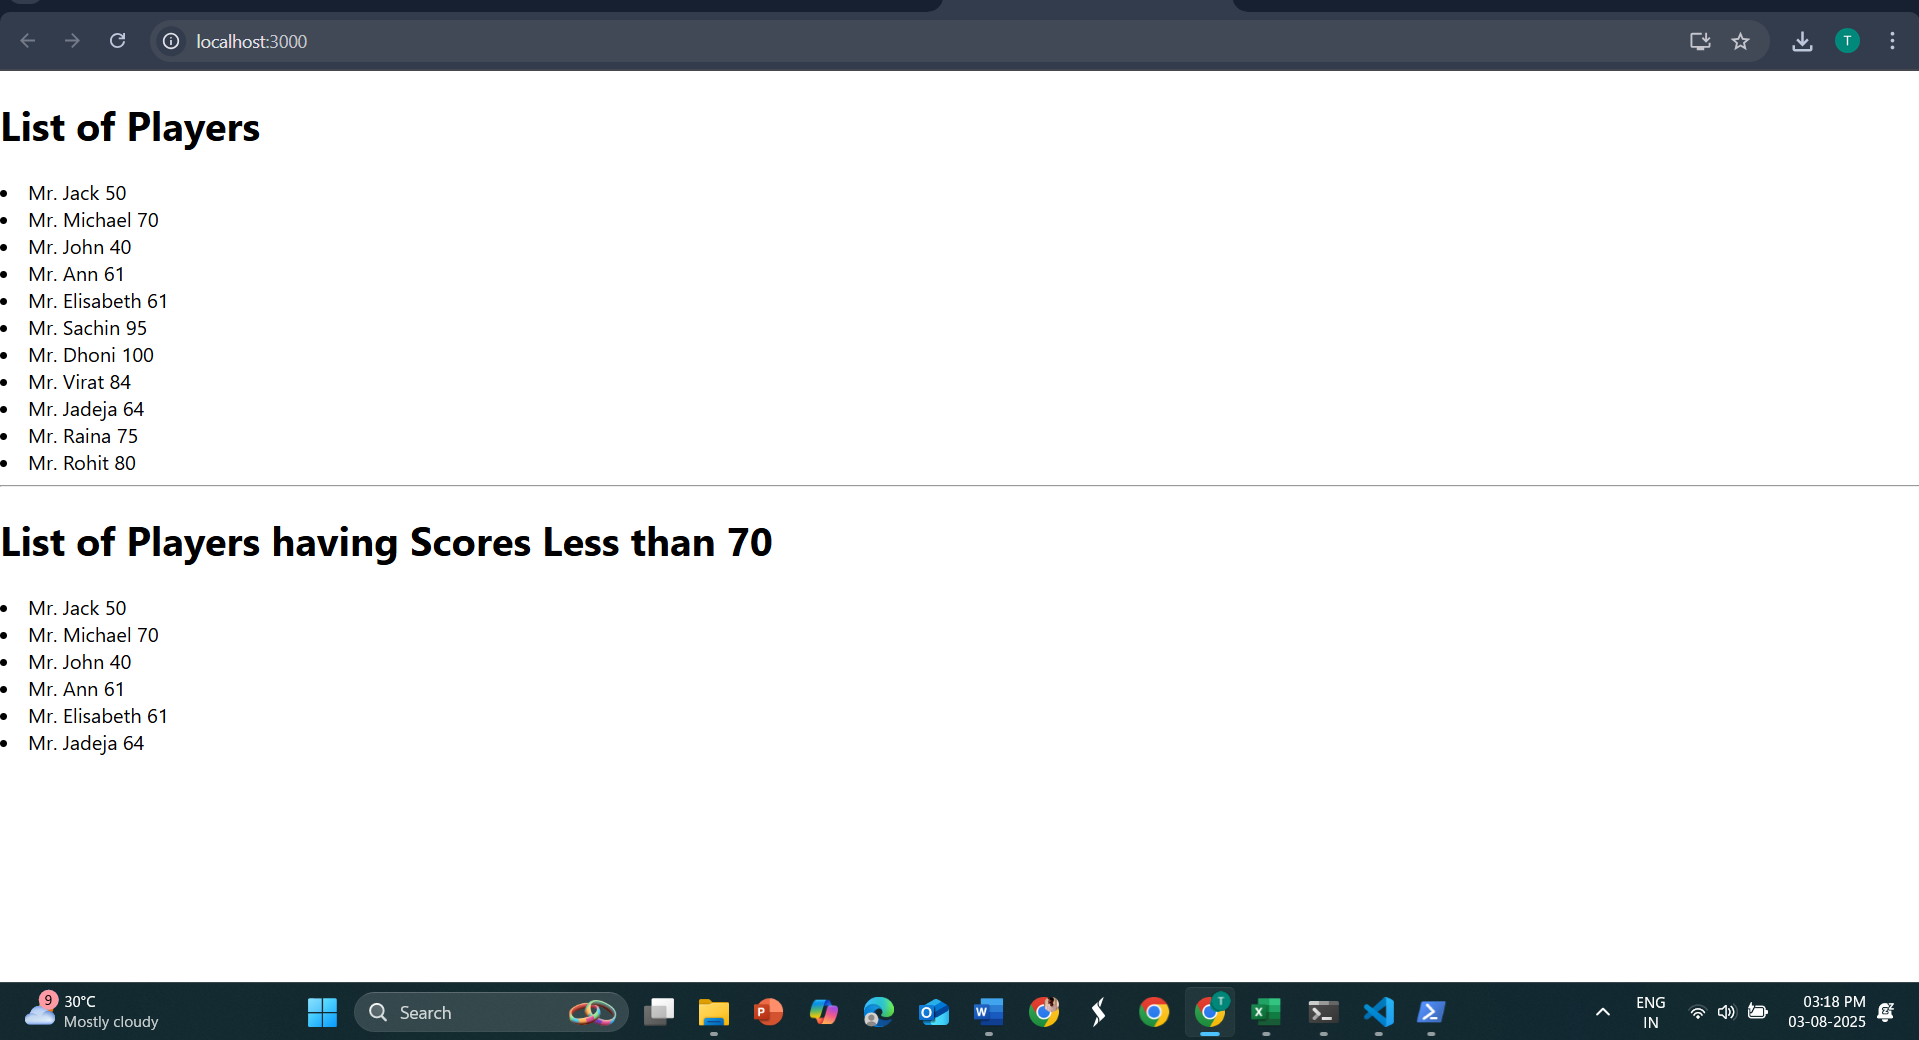 localhost:3000
T
List of Players
Mr. Jack 50
Mr. Michael 70
Mr. John 40
Mr. Ann 61
Mr. Elisabeth 61
Mr. Sachin 95
Mr. Dhoni 100
Mr. Virat 84
Mr. Jadeja 64
Mr. Raina 75
Mr. Rohit 80
List of Players having Scores Less than 70
Mr. Jack 50
Mr. Michael 70
Mr. John 40
Mr. Ann 61
Mr. Elisabeth 61
Mr. Jadeja 64
9
30°C
Mostly cloudy
Search
P
O
W
T
X
ENG
IN
03:18 PM
03-08-2025